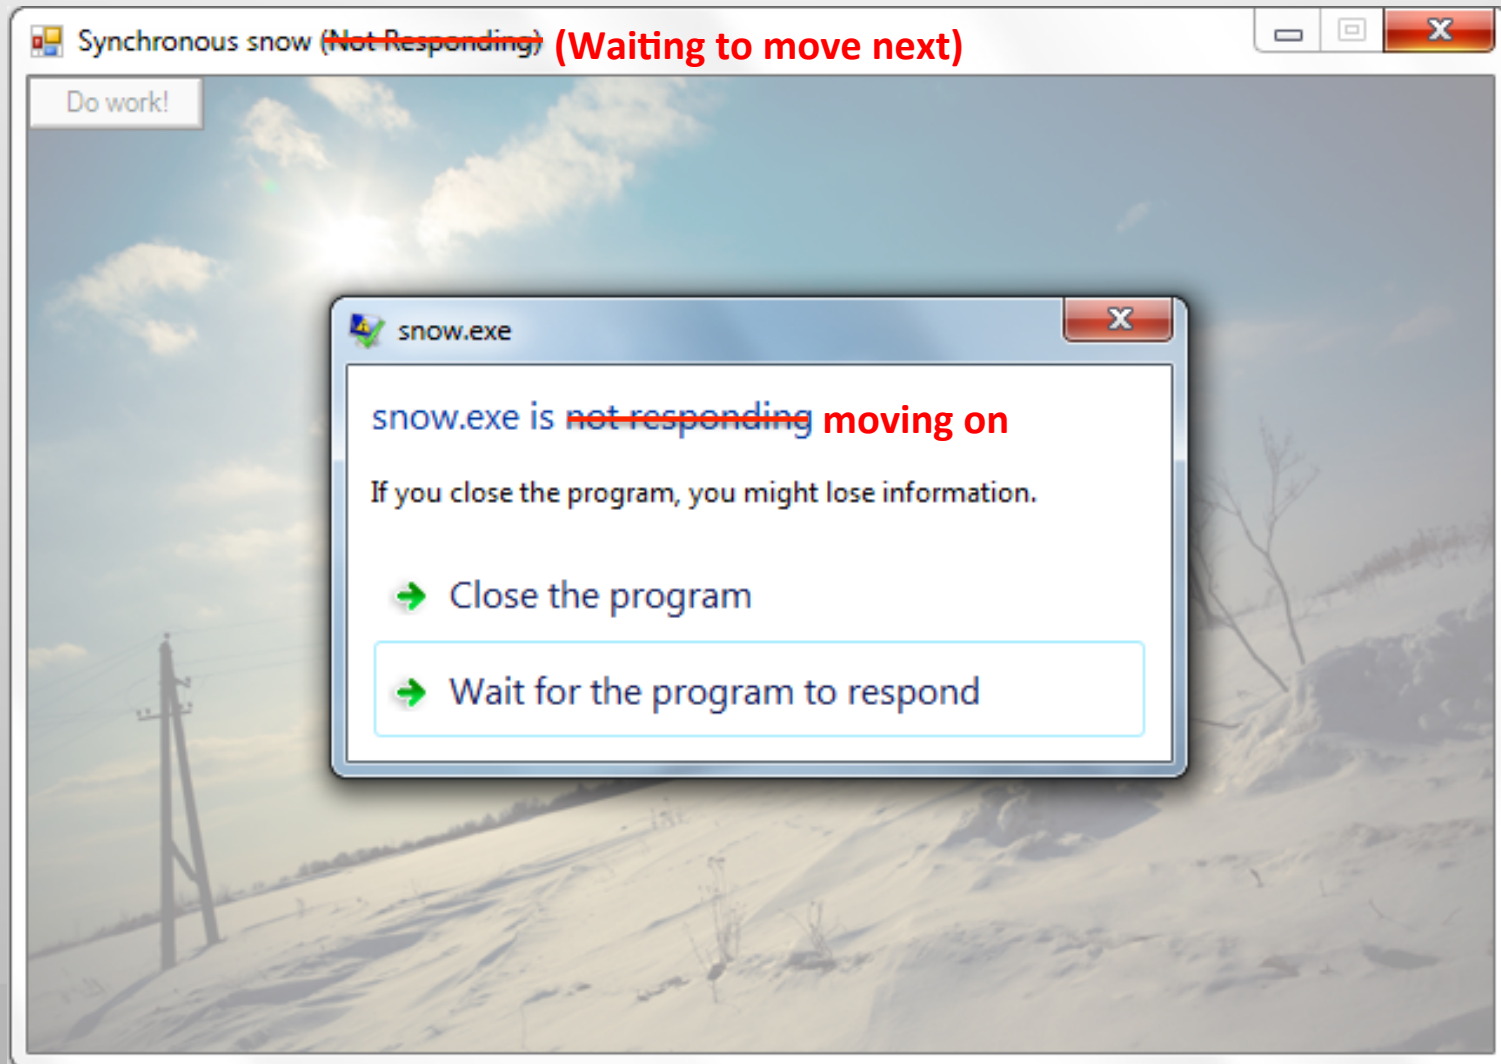 Synchronous snow (Not Responding) (Waiting to move next)
Do work!
snow.exe
snow.exe is not responding moving on
If you close the program, you might lose information.
Close the program
Wait for the program to respond